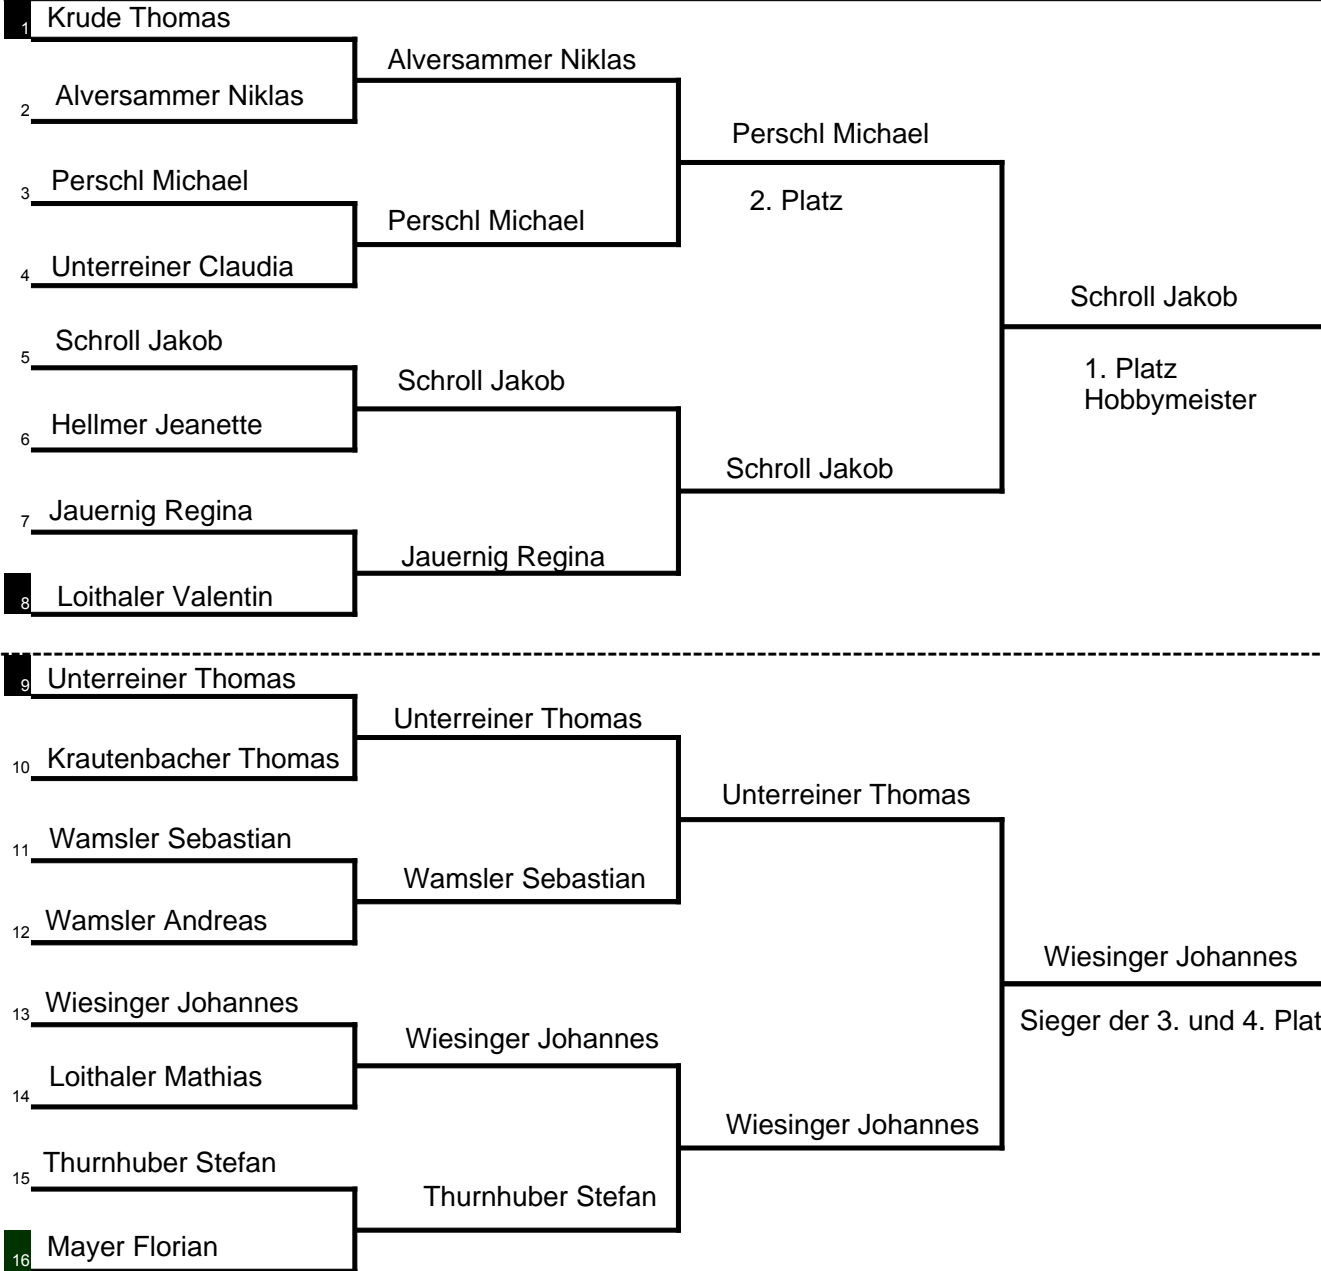 1 Krude Thomas
Alversammer Niklas
2 Alversammer Niklas
Perschl Michael
3 Perschl Michael
2. Platz
Perschl Michael
4 Unterreiner Claudia
Schroll Jakob
5 Schroll Jakob
1. Platz
Hobbymeister
Schroll Jakob
6 Hellmer Jeanette
Schroll Jakob
7 Jauernig Regina
Jauernig Regina
8 Loithaler Valentin
9 Unterreiner Thomas
Unterreiner Thomas
10 Krautenbacher Thomas
Unterreiner Thomas
11 Wamsler Sebastian
Wamsler Sebastian
12 Wamsler Andreas
Wiesinger Johannes
13 Wiesinger Johannes
Sieger der 3. und 4. Plat
Wiesinger Johannes
14 Loithaler Mathias
Wiesinger Johannes
15 Thurnhuber Stefan
Thurnhuber Stefan
16 Mayer Florian